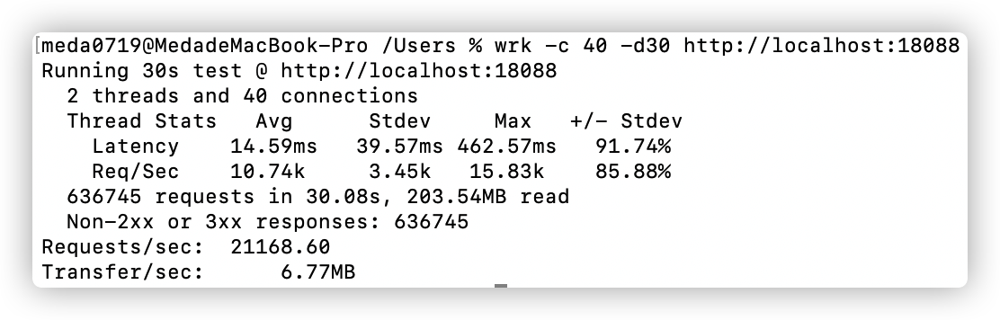 [meda0719@MedadeMacBook-Pro /Users % wrk -c 40 -d30 http://localhost:18088
Running 30s test @ http://localhost:18088
  2 threads and 40 connections
  Thread Stats   Avg      Stdev     Max   +/- Stdev
    Latency    14.59ms   39.57ms 462.57ms   91.74%
    Req/Sec    10.74k     3.45k   15.83k    85.88%
  636745 requests in 30.08s, 203.54MB read
  Non-2xx or 3xx responses: 636745
Requests/sec:  21168.60
Transfer/sec:      6.77MB